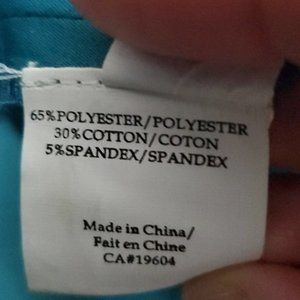 65%POLYESTER/POLYESTER
30%COTTON/COTON
5%SPANDEX/SPANDEX
Made in China/
Fait en Chine
CA#19604